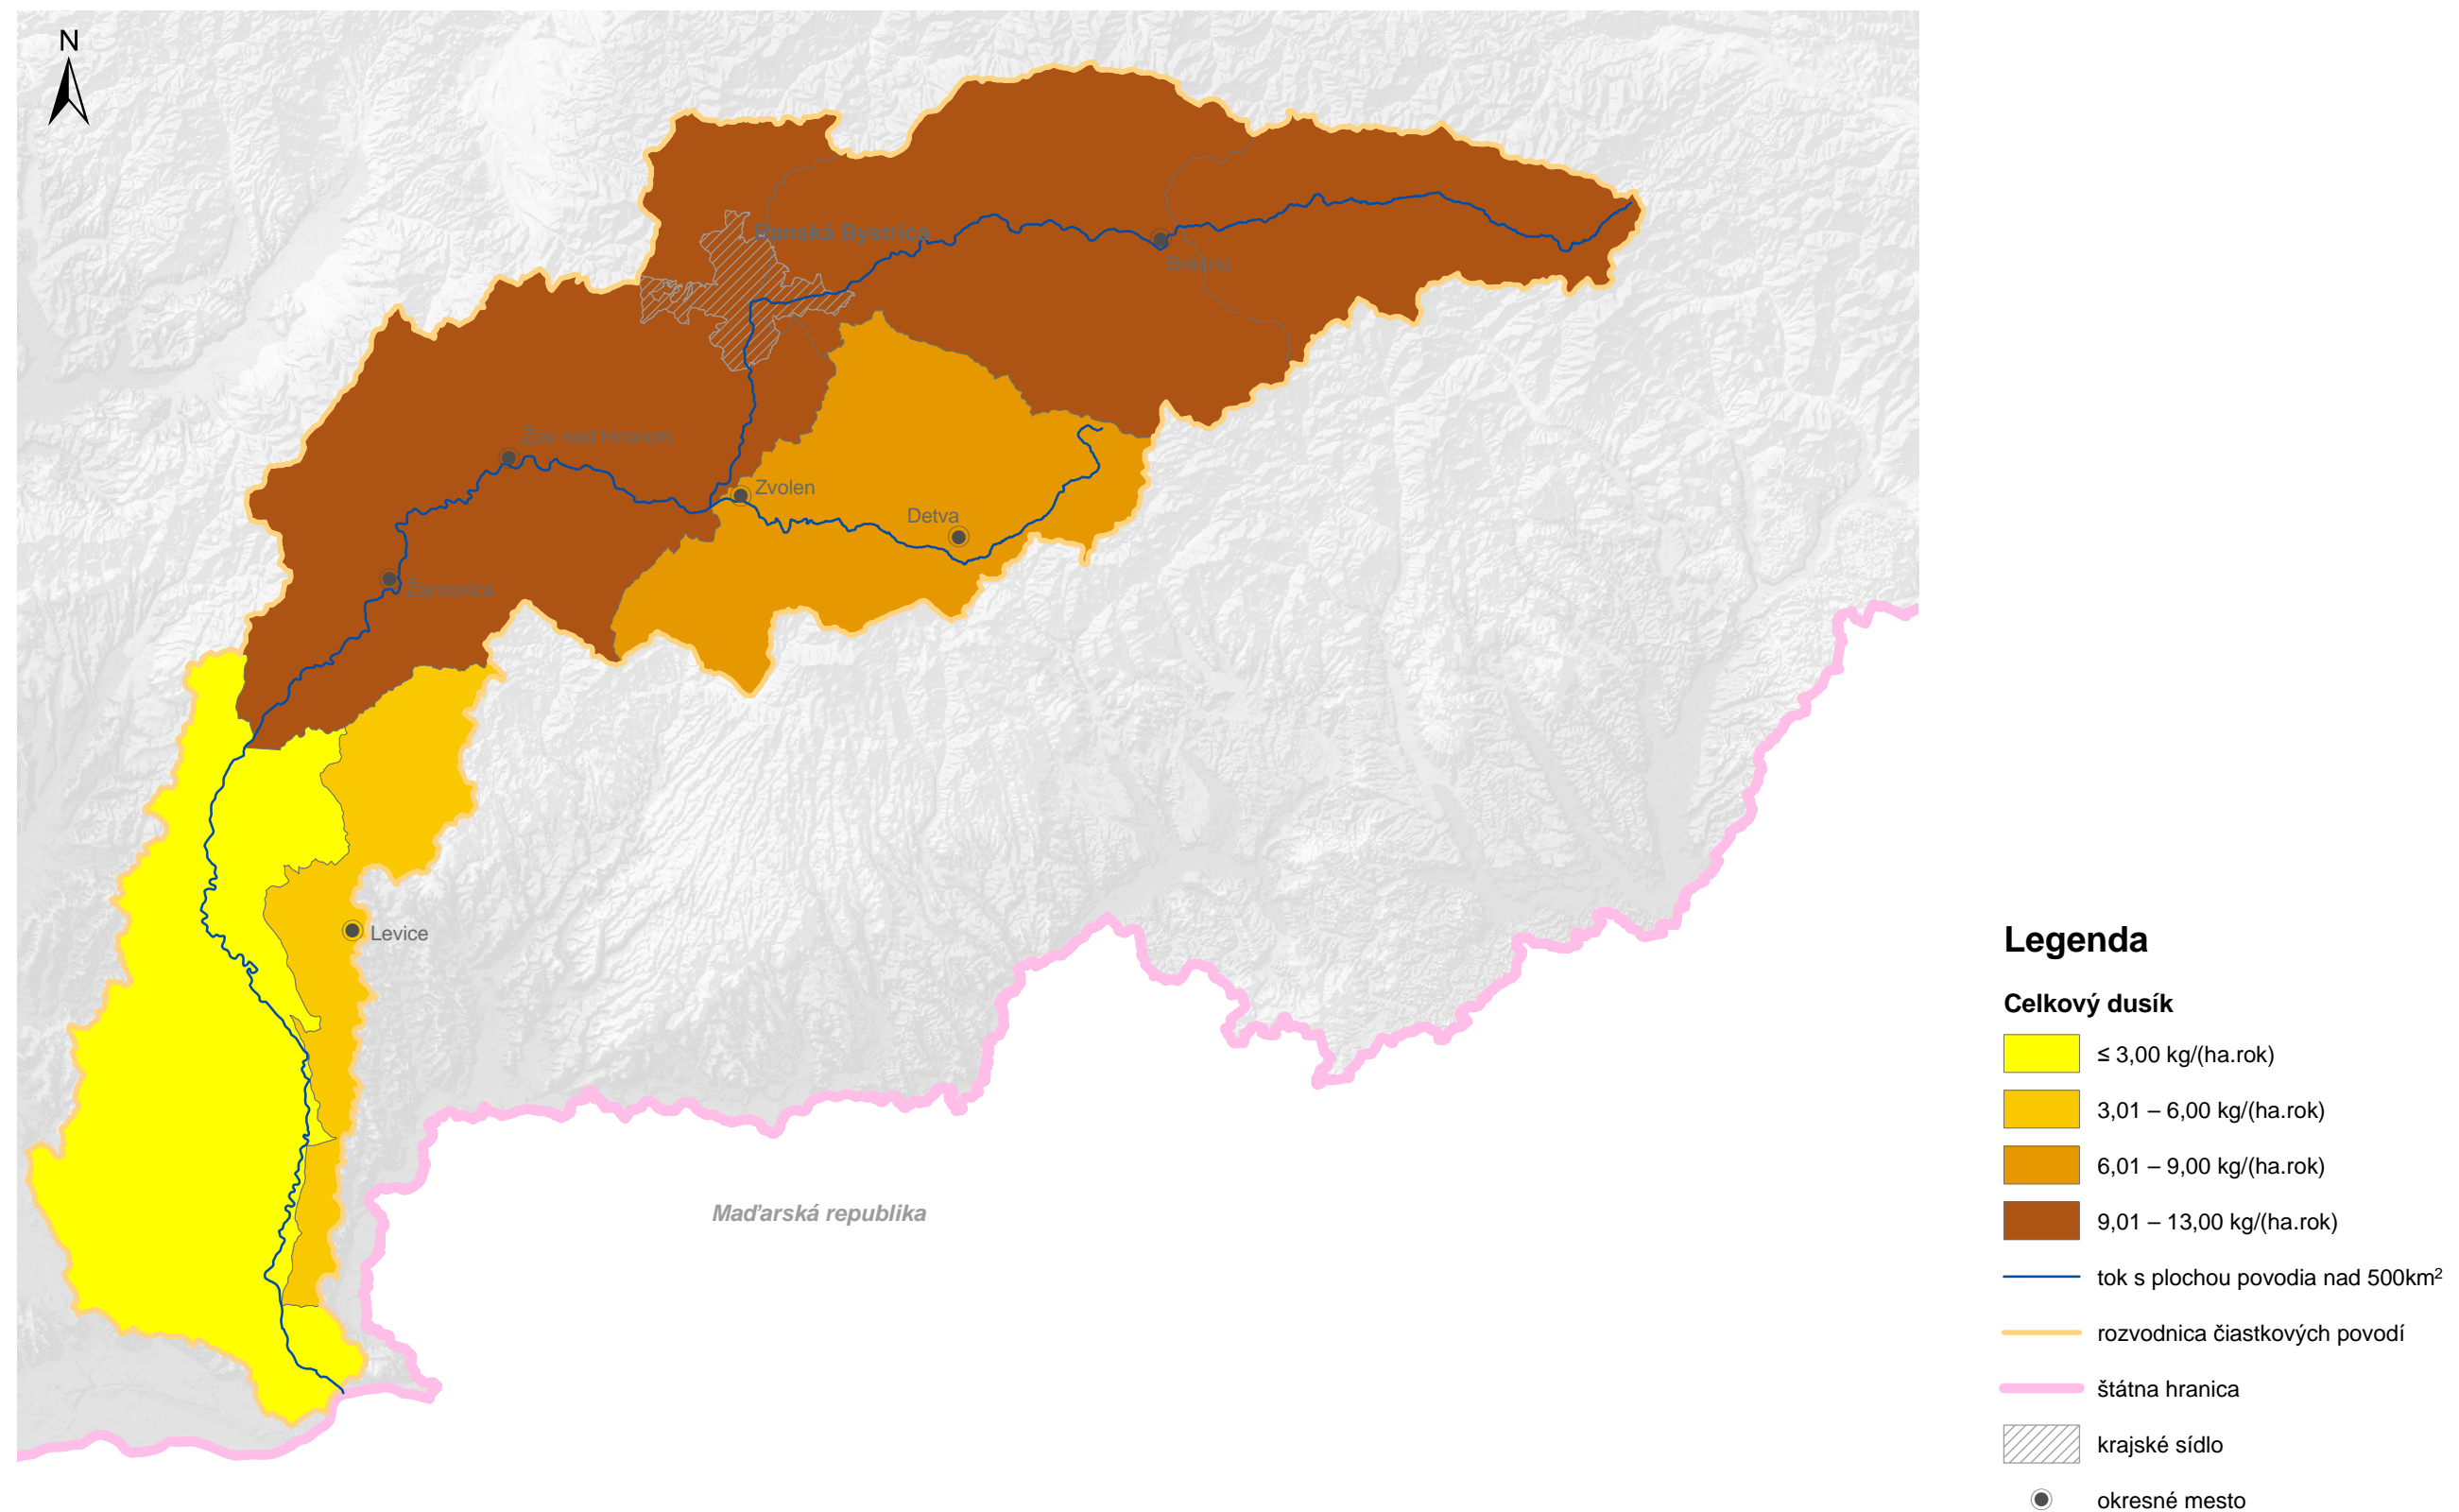 N
Banská Bystrica
Brezno
Žiar nad Hronom
Zvolen
Detva
Žarnovica
Levice
Maďarská republika
Legenda
Celkový dusík
≤ 3,00 kg/(ha.rok)
3,01 – 6,00 kg/(ha.rok)
6,01 – 9,00 kg/(ha.rok)
9,01 – 13,00 kg/(ha.rok)
tok s plochou povodia nad 500km²
rozvodnica čiastkových povodí
štátna hranica
krajské sídlo
okresné mesto